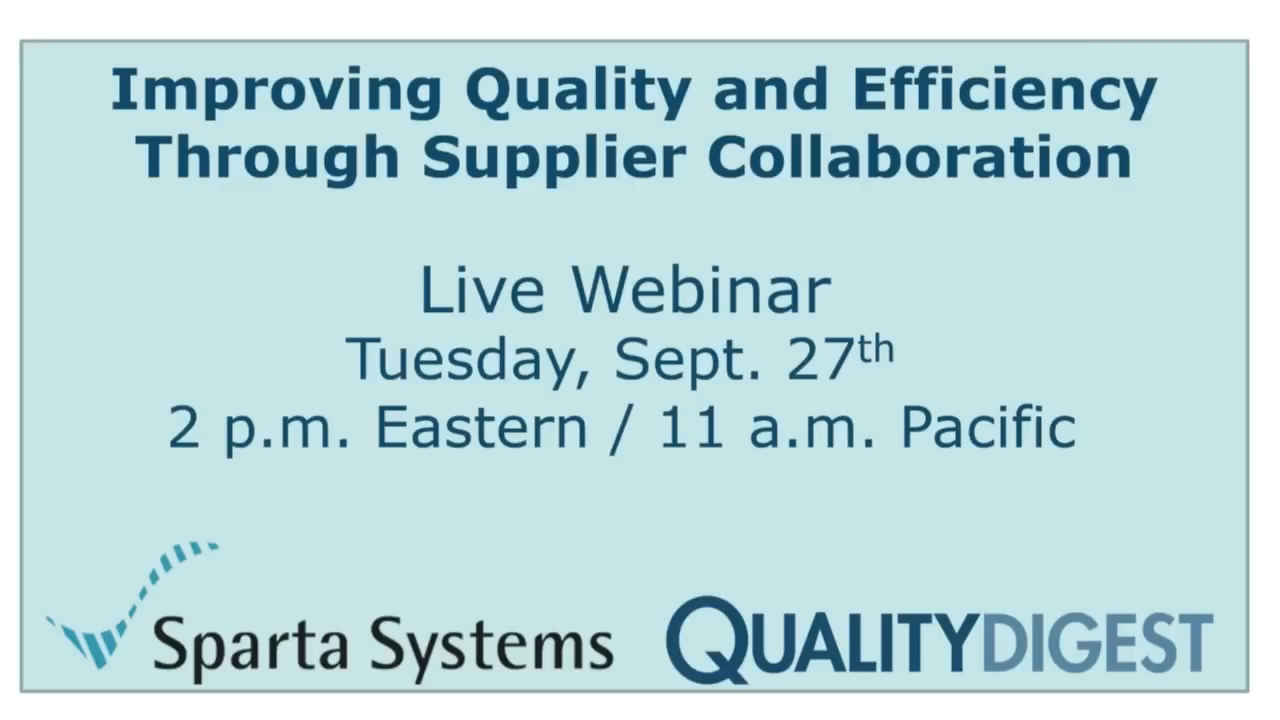 Improving Quality and Efficiency
Through Supplier Collaboration
Live Webinar
Tuesday, Sept. 27th
2 p.m. Eastern / 11 a.m. Pacific
Sparta Systems
QUALITYDIGEST